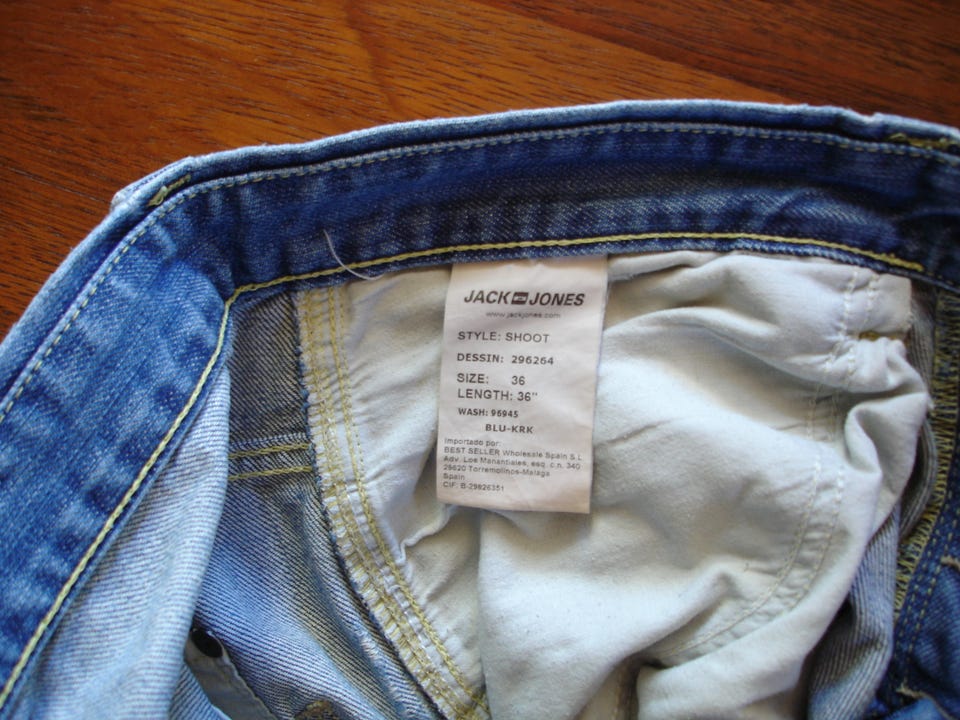 JACK JONES
www.jackjones.com
STYLE: SHOOT
DESSIN: 296264
SIZE: 36
LENGTH: 36"
WASH: 96945
BLU-KRK
Importado por:
BEST SELLER Wholesale Spain S.L
Adv. Los Manantiales, esq. c.n. 340
29620 Torremolinos-Malaga
Spain
CIF: B-29826351